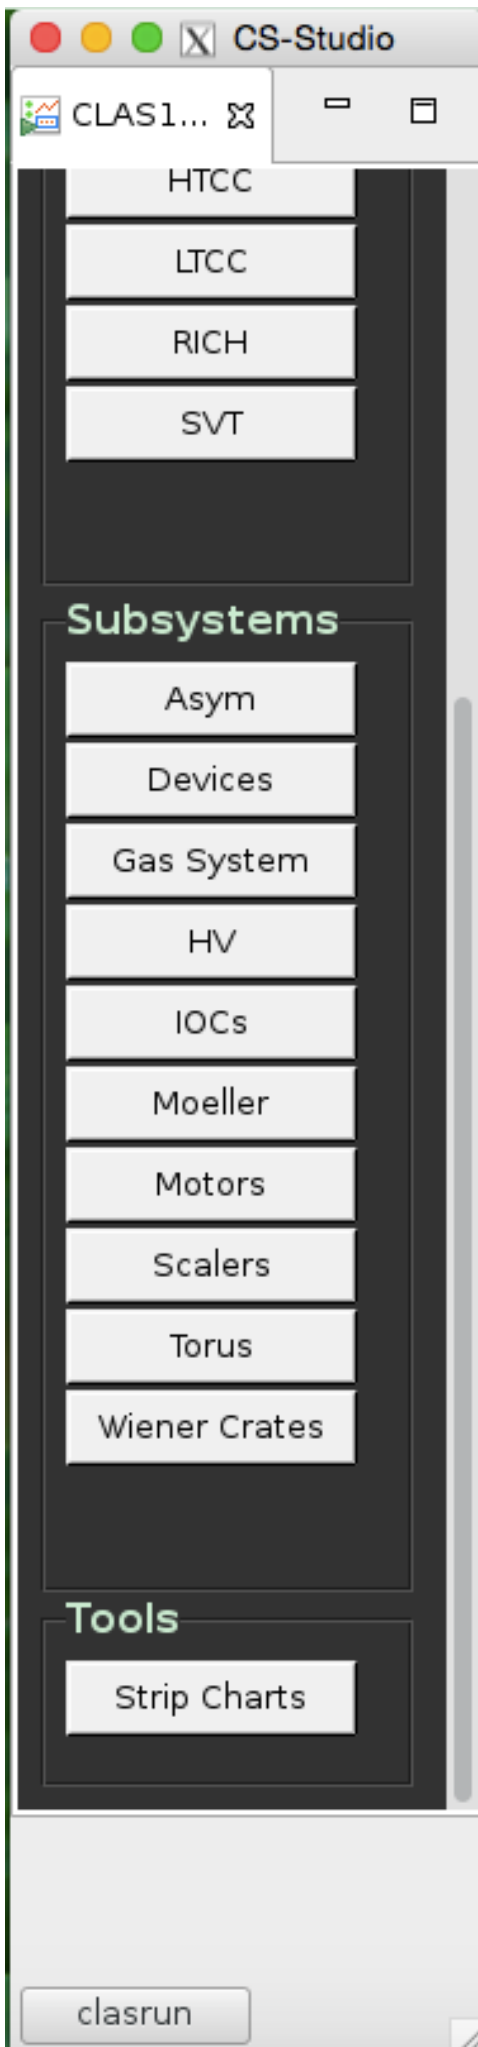 CS-Studio
CLAS1...
HTCC
LTCC
RICH
SVT
Subsystems
Asym
Devices
Gas System
HV
IOCs
Moeller
Motors
Scalers
Torus
Wiener Crates
Tools
Strip Charts
clasrun